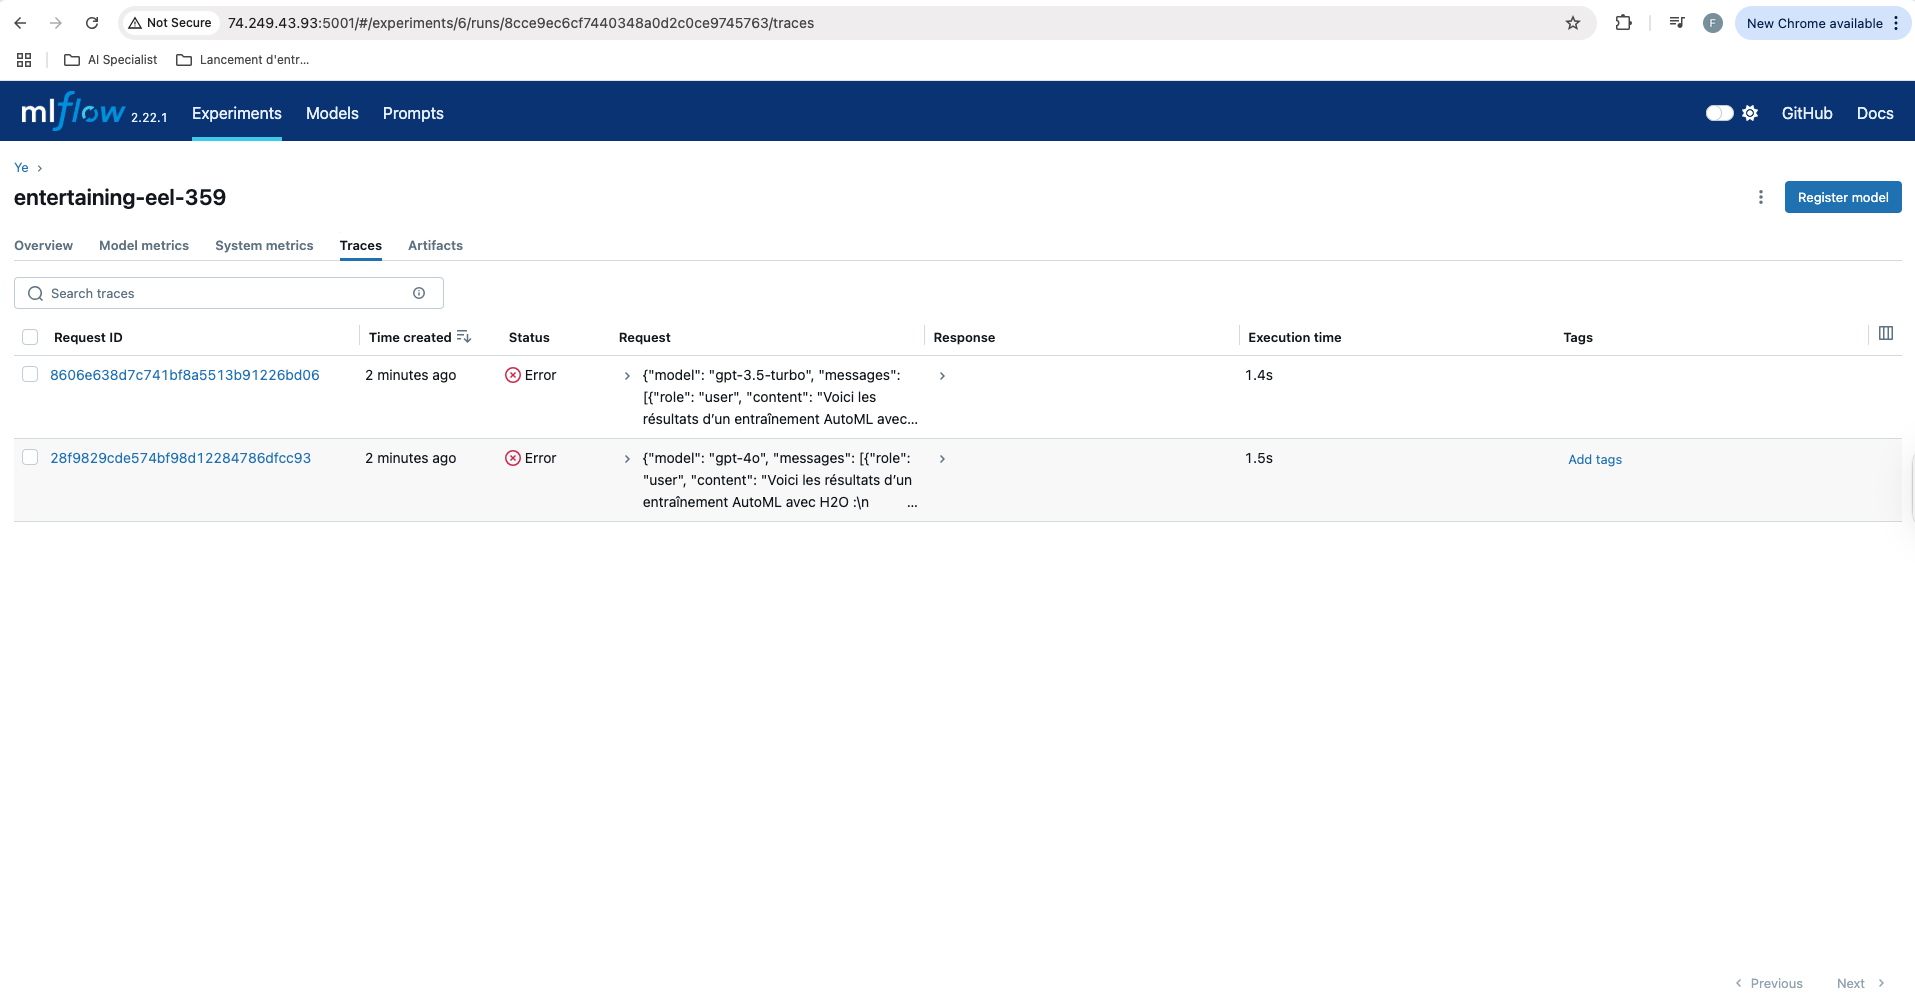 Not Secure 74.249.43.93:5001/#/experiments/6/runs/8cce9ec6cf7440348a0d2c0ce9745763/traces F New Chrome available
AI Specialist Lancement d'entr...
mlflow 2.22.1 Experiments Models Prompts GitHub Docs
Ye
entertaining-eel-359 Register model
Overview Model metrics System metrics Traces Artifacts
Search traces
Request ID Time created Status Request Response Execution time Tags
8606e638d7c741bf8a5513b91226bd06 2 minutes ago Error {"model": "gpt-3.5-turbo", "messages": 1.4s
[{"role": "user", "content": "Voici les
résultats d’un entraînement AutoML avec...
28f9829cde574bf98d12284786dfcc93 2 minutes ago Error {"model": "gpt-4o", "messages": [{"role": 1.5s Add tags
"user", "content": "Voici les résultats d’un
entraînement AutoML avec H2O :\n ...
Previous Next